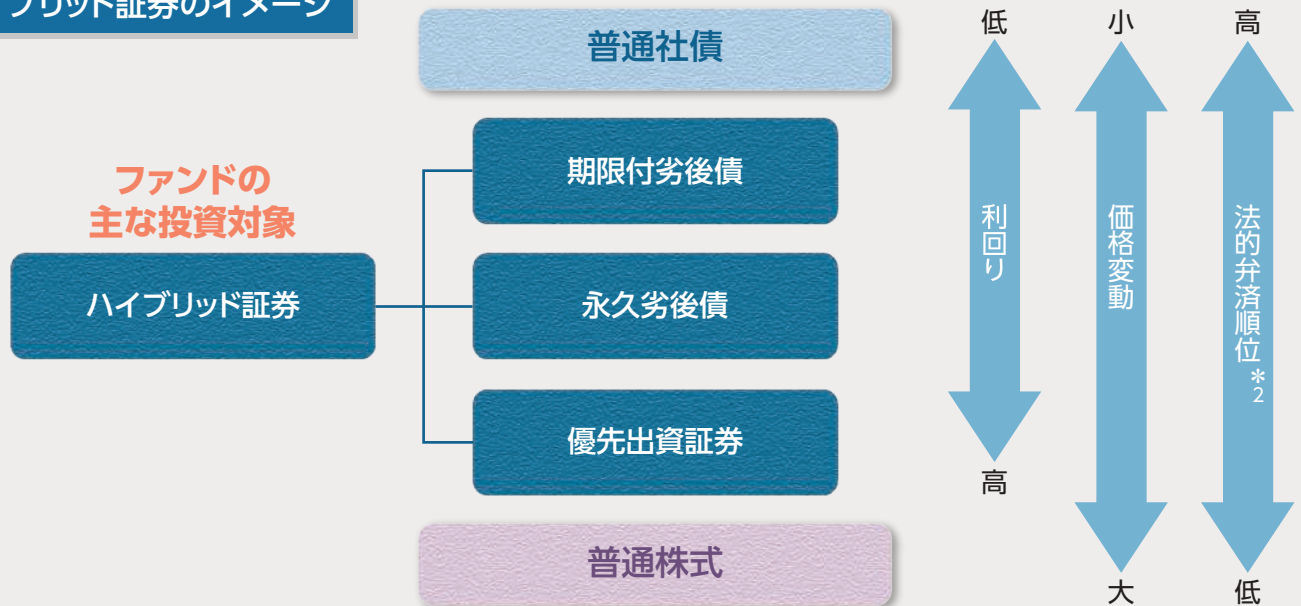 ブリッド証券のイメージ
普通社債
ファンドの
主な投資対象
ハイブリッド証券
期限付劣後債
永久劣後債
優先出資証券
普通株式
低
利回り
高
小
価格変動
大
高
法的弁済順位*2
低